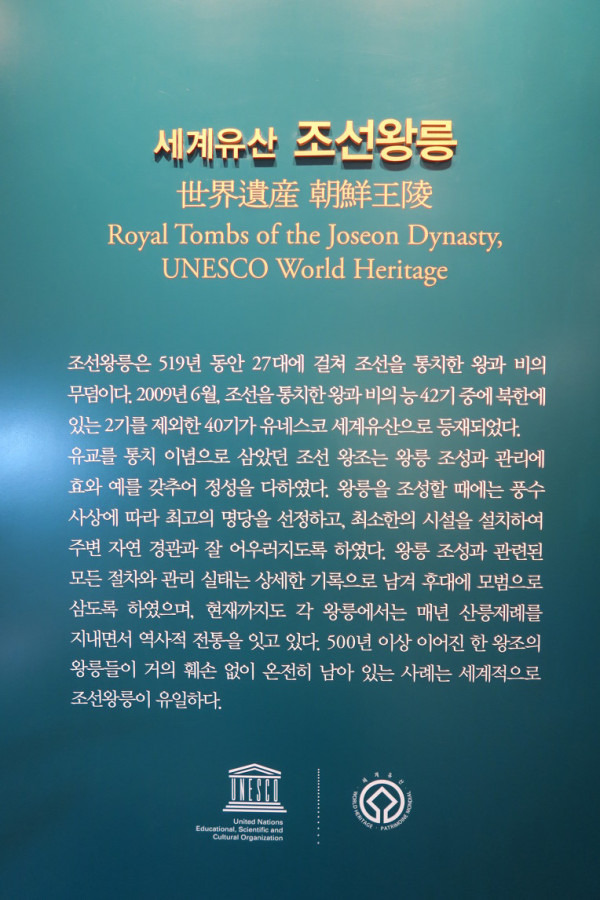 세계유산 조선왕릉
世界遺産 朝鮮王陵
Royal Tombs of the Joseon Dynasty,
UNESCO World Heritage
조선왕릉은 519년 동안 27대에 걸쳐 조선을 통치한 왕과 비의
무덤이다. 2009년 6월, 조선을 통치한 왕과 비의 능 42기 중에 북한에
있는 2기를 제외한 40기가 유네스코 세계유산으로 등재되었다.
유교를 통치 이념으로 삼았던 조선 왕조는 왕릉 조성과 관리에
효와 예를 갖추어 정성을 다하였다. 왕릉을 조성할 때에는 풍수
사상에 따라 최고의 명당을 선정하고, 최소한의 시설을 설치하여
주변 자연 경관과 잘 어우러지도록 하였다. 왕릉 조성과 관련된
모든 절차와 관리 실태는 상세한 기록으로 남겨 후대에 모범으로
삼도록 하였으며, 현재까지도 각 왕릉에서는 매년 산릉제례를
지내면서 역사적 전통을 잇고 있다. 500년 이상 이어진 한 왕조의
왕릉들이 거의 훼손 없이 온전히 남아 있는 사례는 세계적으로
조선왕릉이 유일하다.
UNESCO
United Nations
Educational, Scientific and
Cultural Organization
세계유산
WORLD HERITAGE · PATRIMOINE MONDIAL